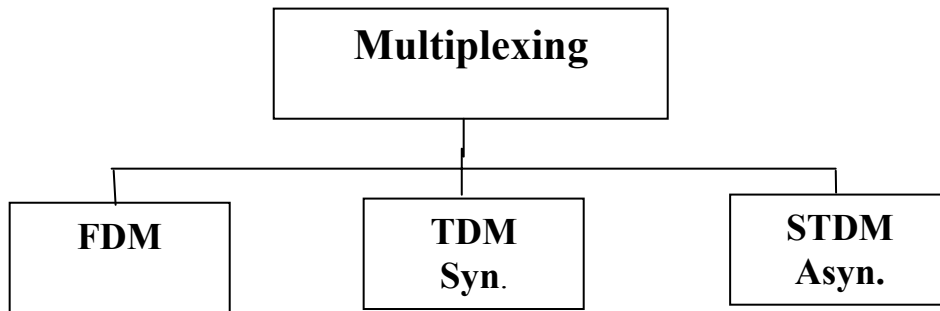 Multiplexing
FDM
TDM
Syn.
STDM
Asyn.